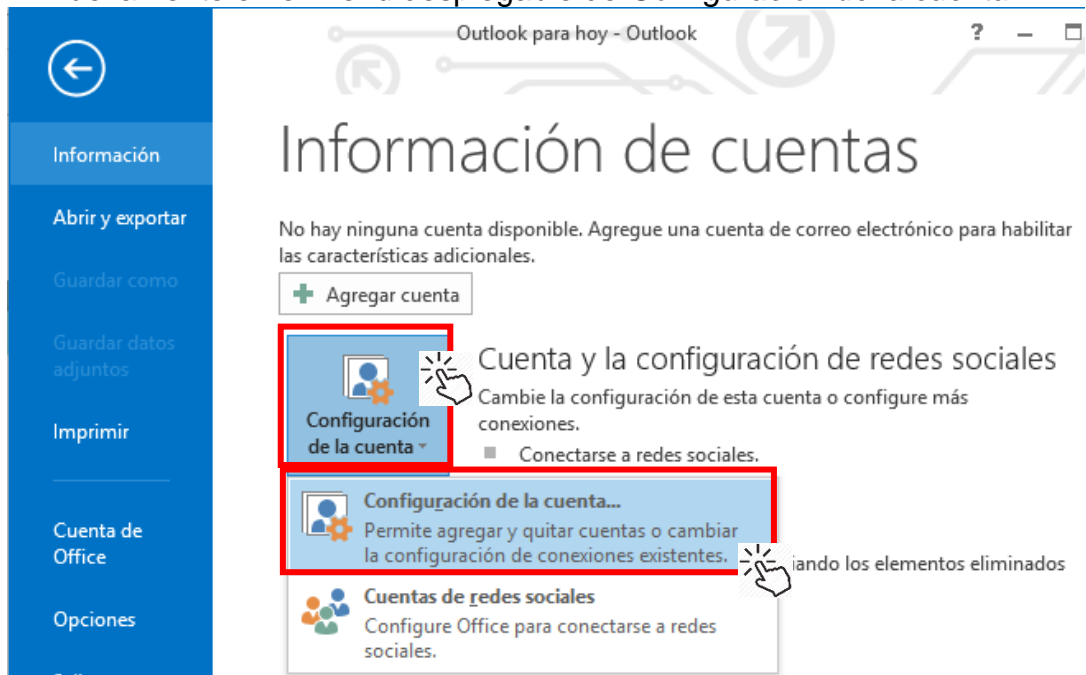 Outlook para hoy - Outlook
?
Información de cuentas
Información
Abrir y exportar
Guardar como
Guardar datos
adjuntos
Imprimir
Cuenta de
Office
Opciones
No hay ninguna cuenta disponible. Agregue una cuenta de correo electrónico para habilitar
las características adicionales.
Agregar cuenta
Configuración
de la cuenta
Cuenta y la configuración de redes sociales
Cambie la configuración de esta cuenta o configure más
conexiones.
Conectarse a redes sociales.
Configuración de la cuenta...
Permite agregar y quitar cuentas o cambiar
la configuración de conexiones existentes.
iando los elementos eliminados
Cuentas de redes sociales
Configure Office para conectarse a redes
sociales.